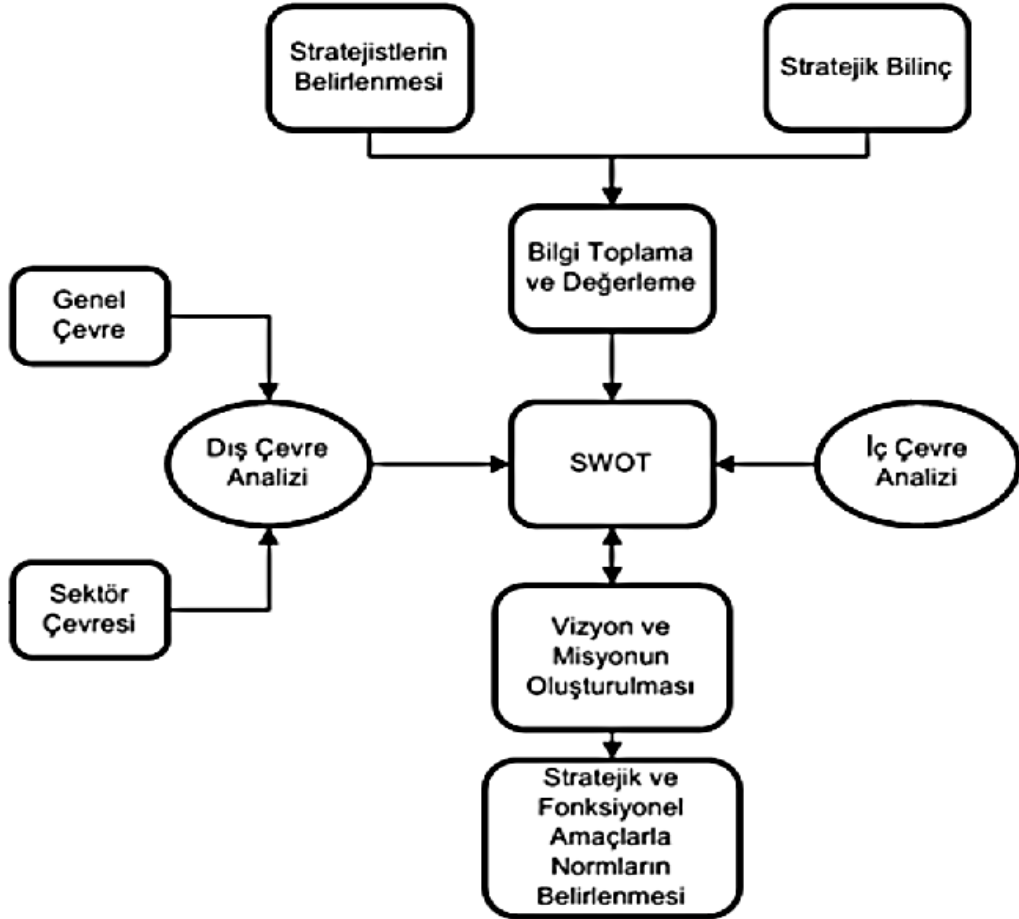 Stratejistlerin
Belirlenmesi
Stratejik Bilinç
Bilgi Toplama
ve Değerleme
Genel
Çevre
Dış Çevre
Analizi
SWOT
İç Çevre
Analizi
Sektör
Çevresi
Vizyon ve
Misyonun
Oluşturulması
Stratejik ve
Fonksiyonel
Amaçlarla
Normların
Belirlenmesi